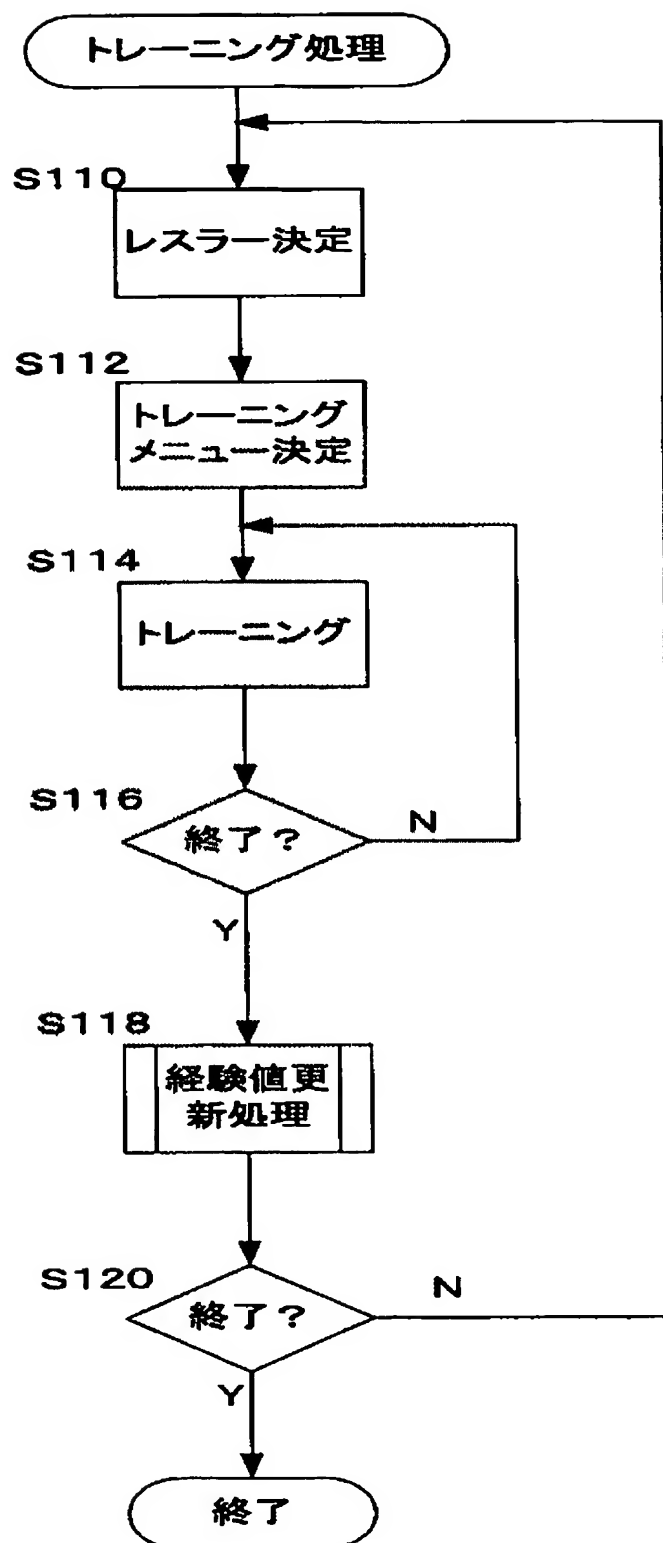 トレーニング処理
S110
レスラー決定
S112
トレーニング
メニュー決定
S114
トレーニング
S116
終了?
N
Y
S118
経験値更
新処理
S120
終了?
N
Y
終了